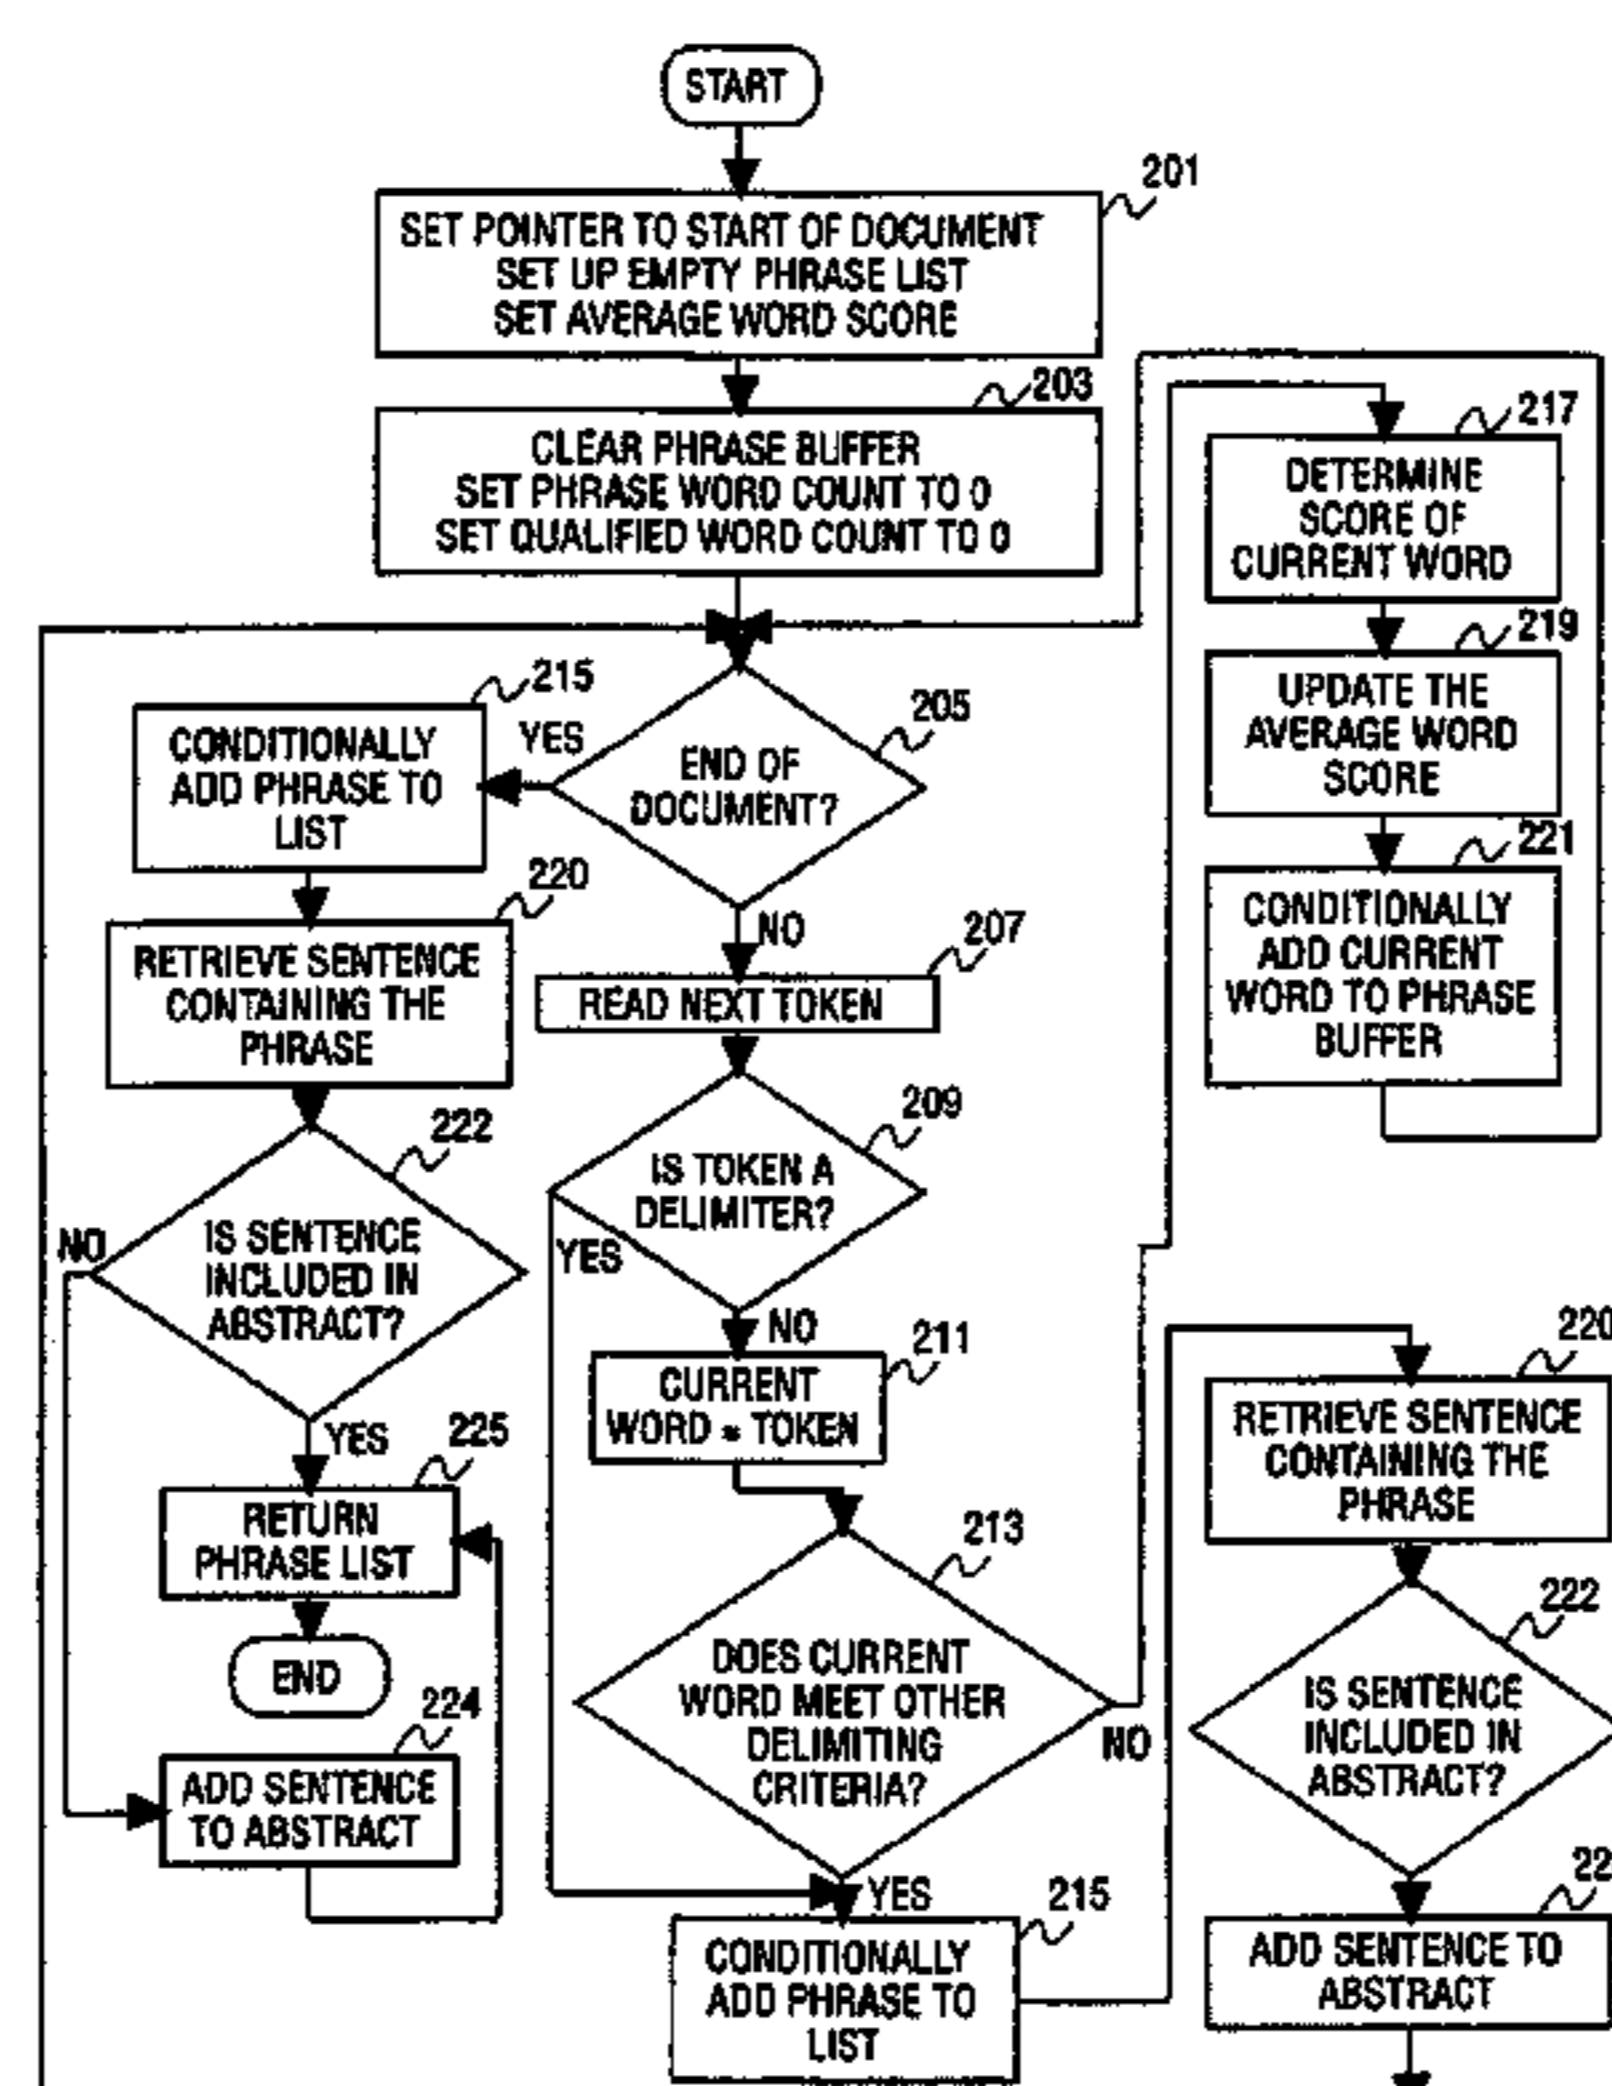 START
201
SET POINTER TO START OF DOCUMENT
SET UP EMPTY PHRASE LIST
SET AVERAGE WORD SCORE
203
CLEAR PHRASE BUFFER
SET PHRASE WORD COUNT TO 0
SET QUALIFIED WORD COUNT TO 0
215
CONDITIONALLY
ADD PHRASE TO
LIST
YES
205
END OF
DOCUMENT?
NO
220
RETRIEVE SENTENCE
CONTAINING THE
PHRASE
207
READ NEXT TOKEN
222
IS SENTENCE
INCLUDED IN
ABSTRACT?
NO
YES
209
IS TOKEN A
DELIMITER?
YES
NO
211
CURRENT
WORD = TOKEN
225
RETURN
PHRASE LIST
END
224
ADD SENTENCE
TO ABSTRACT
213
DOES CURRENT
WORD MEET OTHER
DELIMITING
CRITERIA?
NO
YES
215
CONDITIONALLY
ADD PHRASE TO
LIST
217
DETERMINE
SCORE OF
CURRENT WORD
219
UPDATE THE
AVERAGE WORD
SCORE
221
CONDITIONALLY
ADD CURRENT
WORD TO PHRASE
BUFFER
220
RETRIEVE SENTENCE
CONTAINING THE
PHRASE
222
IS SENTENCE
INCLUDED IN
ABSTRACT?
ADD SENTENCE TO
ABSTRACT